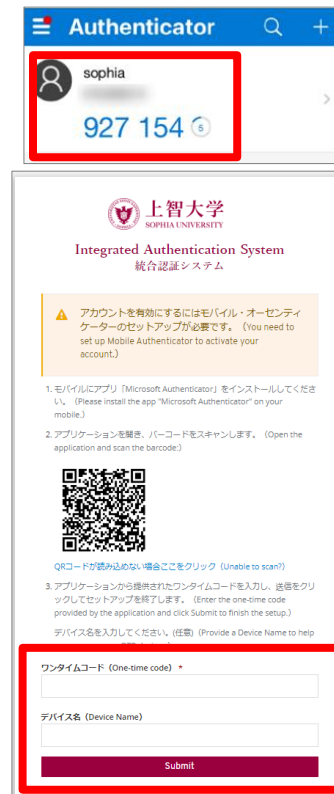 Authenticator
sophia
927 154 5
上智大学
SOPHIA UNIVERSITY
Integrated Authentication System
統合認証システム
アカウントを有効にするにはモバイル・オーセンティ
ケーターのセットアップが必要です。 (You need to
set up Mobile Authenticator to activate your
account.)
1. モバイルにアプリ「Microsoft Authenticator」をインストールしてくださ
い。 (Please install the app "Microsoft Authenticator" on your
mobile.)
2. アプリケーションを開き、バーコードをスキャンします。 (Open the
application and scan the barcode:)
QRコードが読み込めない場合ここをクリック (Unable to scan?)
3. アプリケーションから提供されたワンタイムコードを入力し、送信をクリ
ックしてセットアップを終了します。 (Enter the one-time code
provided by the application and click Submit to finish the setup.)
デバイス名を入力してください。(任意) (Provide a Device Name to help
ワンタイムコード (One-time code) *
デバイス名 (Device Name)
Submit